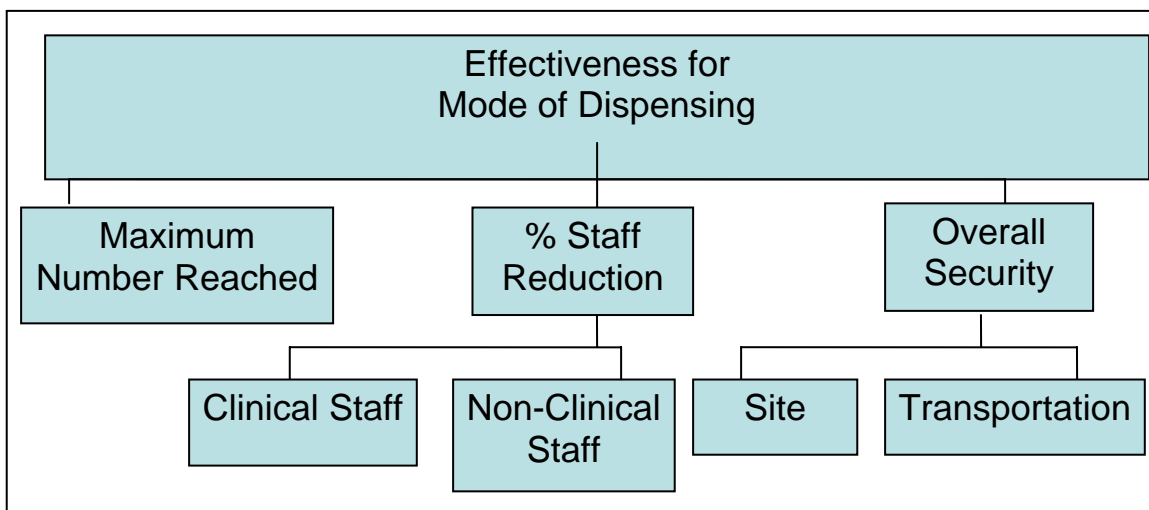 Effectiveness for
Mode of Dispensing
Maximum
Number Reached
% Staff
Reduction
Overall
Security
Clinical Staff
Non-Clinical
Staff
Site
Transportation